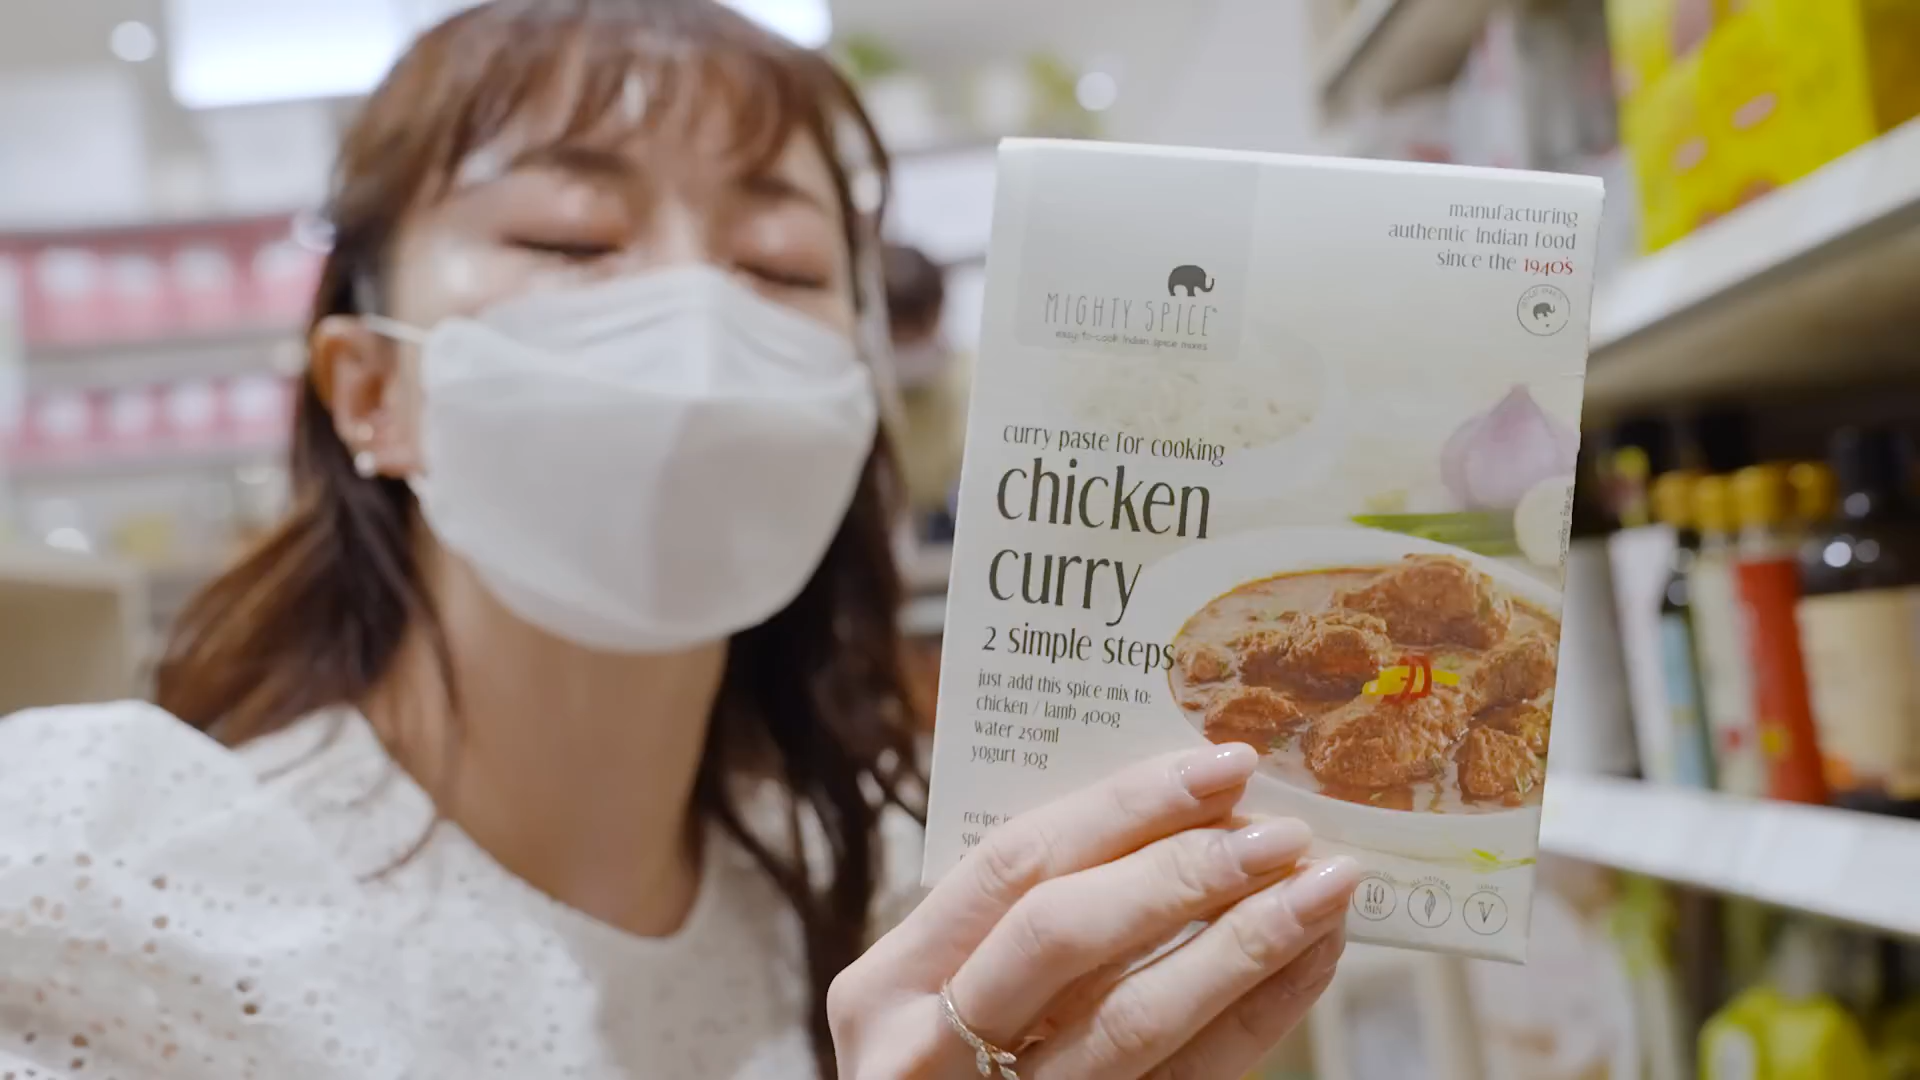 manufacturing
authentic Indian food
since the 1940's
MIGHTY SPICE
easy-to-cook Indian spice mixes
curry paste for cooking
chicken
curry
2 simple steps
just add this spice mix to:
chicken / lamb 400g
water 250ml
yogurt 30g
recipe
10
MIN
V